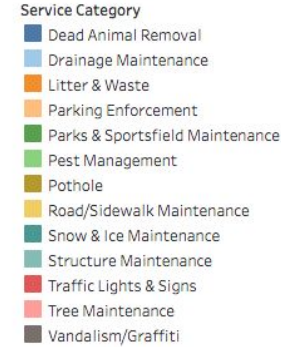 Service Category
Dead Animal Removal
Drainage Maintenance
Litter & Waste
Parking Enforcement
Parks & Sportsfield Maintenance
Pest Management
Pothole
Road/Sidewalk Maintenance
Snow & Ice Maintenance
Structure Maintenance
Traffic Lights & Signs
Tree Maintenance
Vandalism/Graffiti